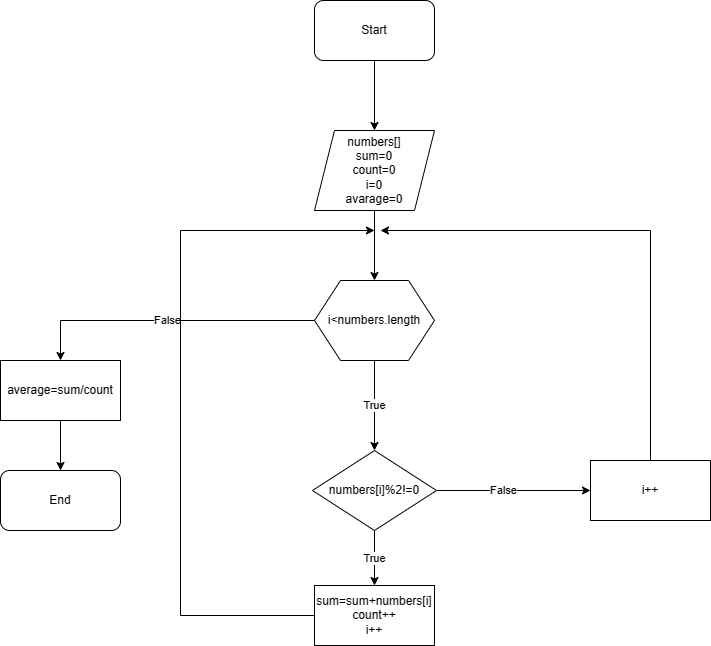 Start
numbers[]
sum=0
count=0
i=0
avarage=0
i<numbers.length
False
average=sum/count
True
End
numbers[i]%2!=0
False
i++
True
sum=sum+numbers[i]
count++
i++